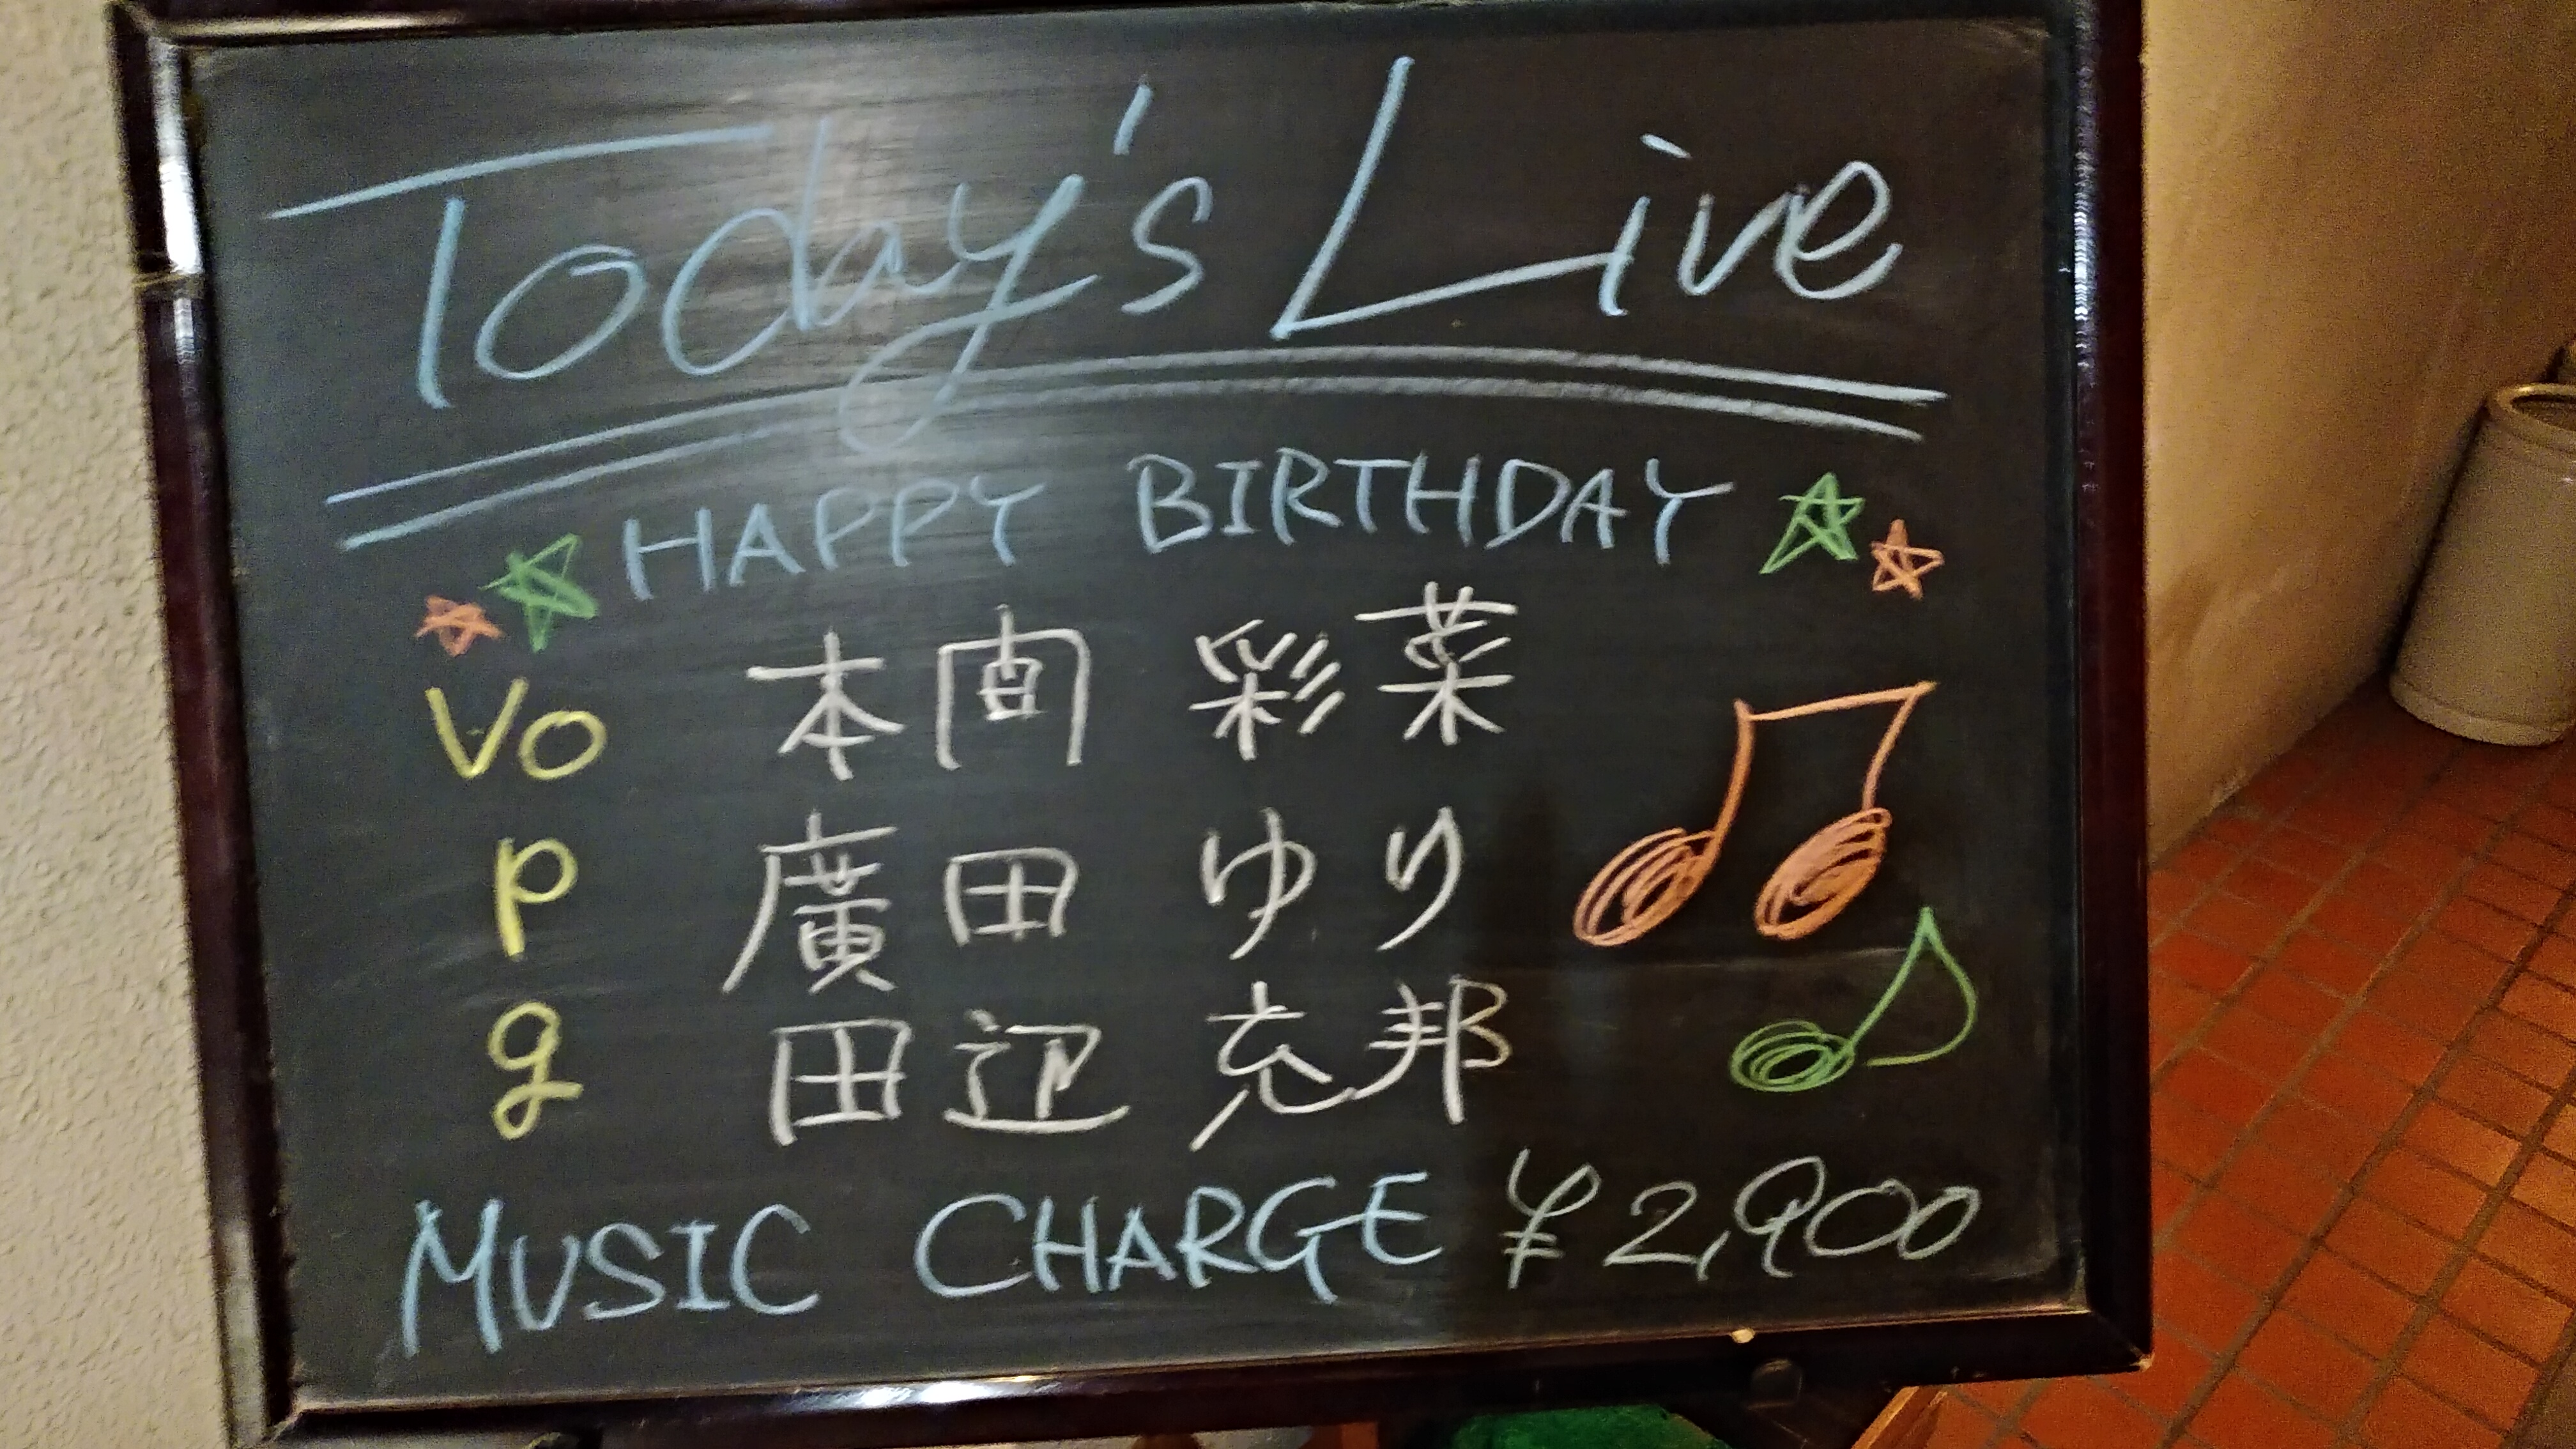 Today's Live
HAPPY BIRTHDAY
Vo 本間 彩菜
p 廣田 ゆり
g 田辺 充邦
MUSIC CHARGE ¥2,900